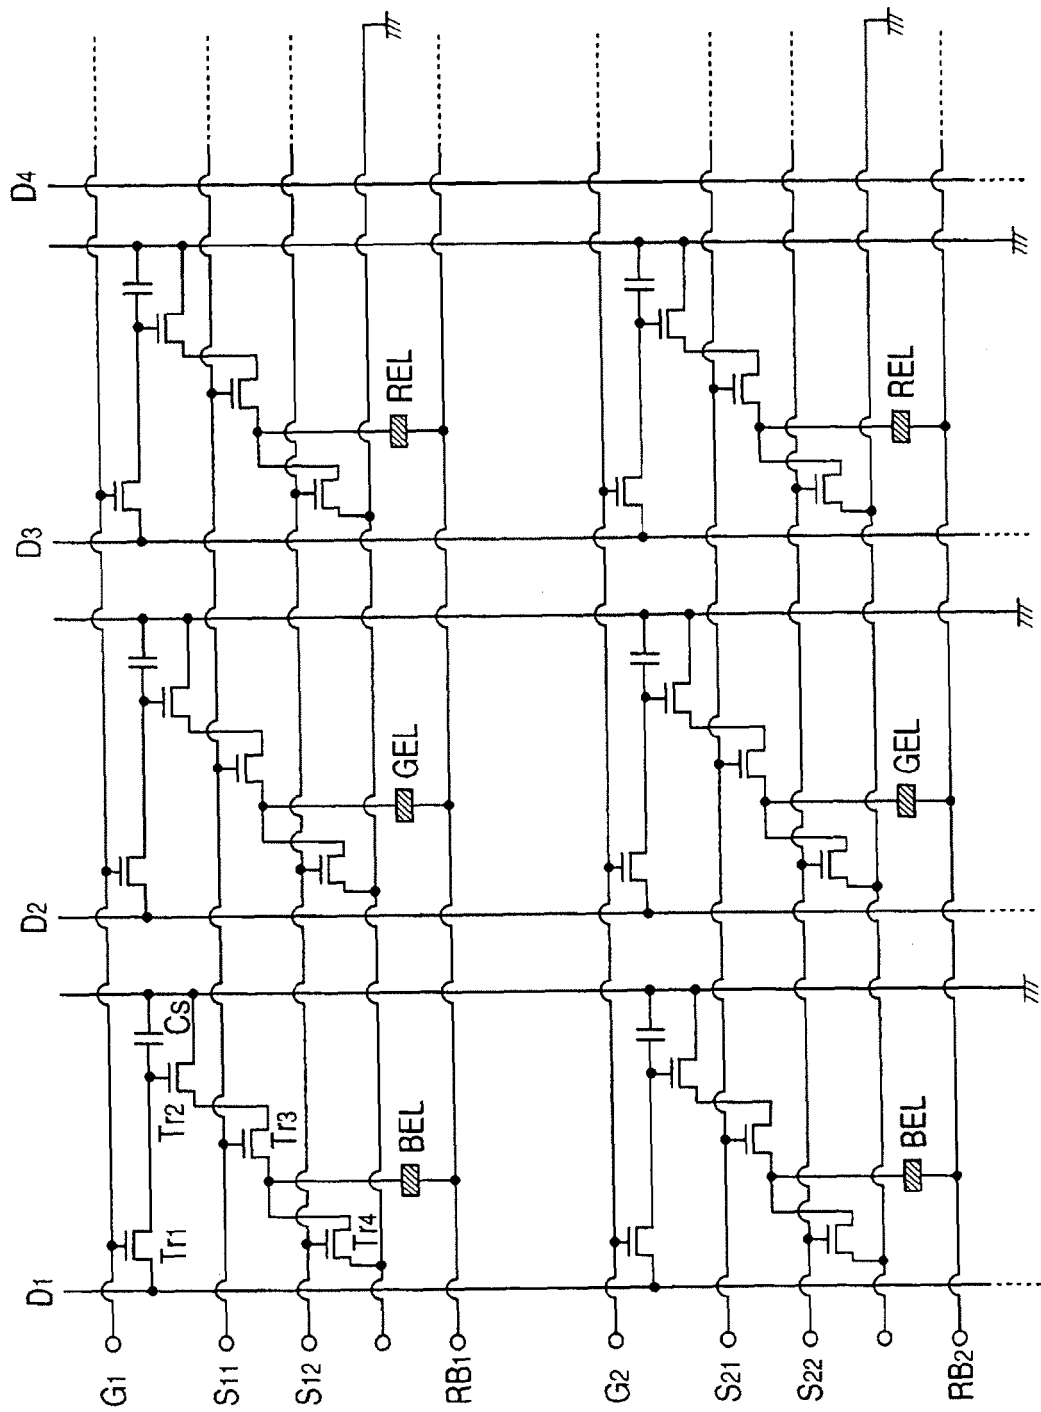 D1
D2
D3
D4
G1
Tr1
Tr2
Cs
S11
Tr3
S12
Tr4
BEL
GEL
REL
RB1
G2
S21
S22
BEL
GEL
REL
RB2